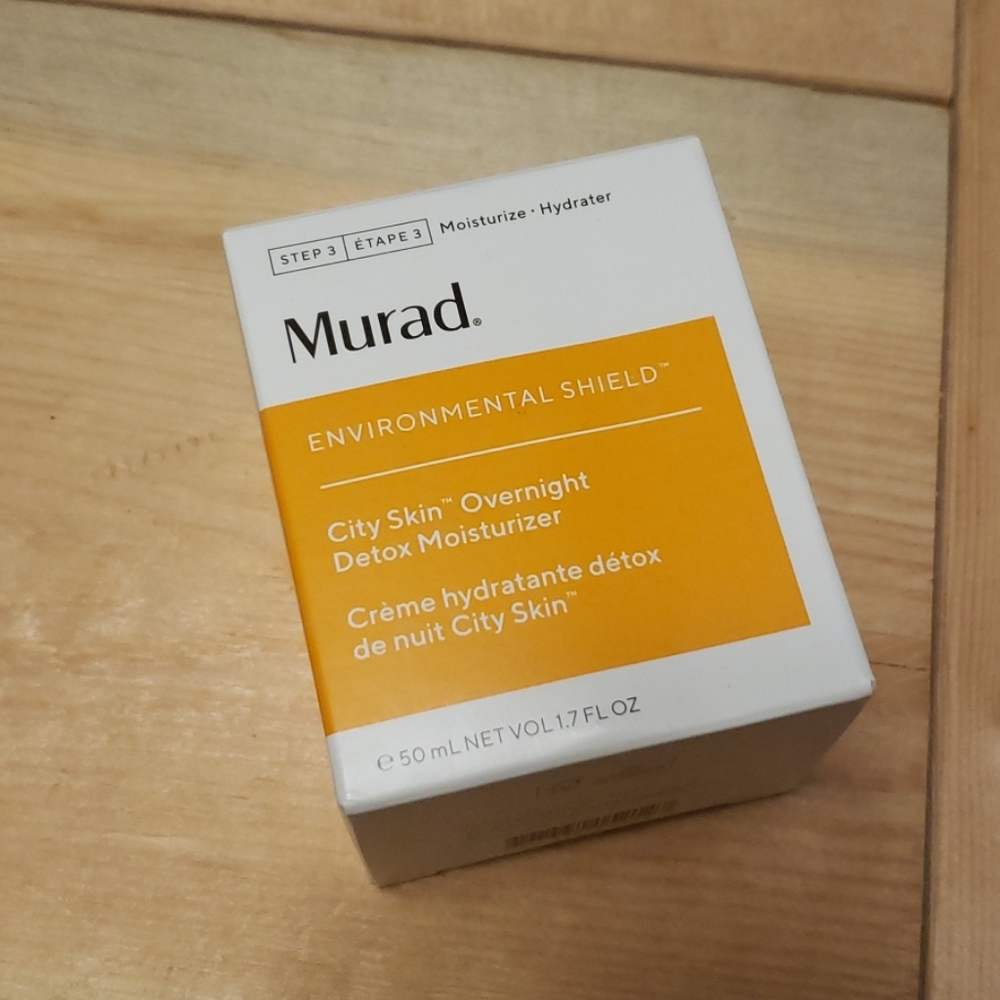 STEP 3 ÉTAPE 3 Moisturize · Hydrater
Murad®
ENVIRONMENTAL SHIELD™
City Skin™ Overnight
Detox Moisturizer
Crème hydratante détox
de nuit City Skin™
℮ 50 mL NET VOL 1.7 FL OZ